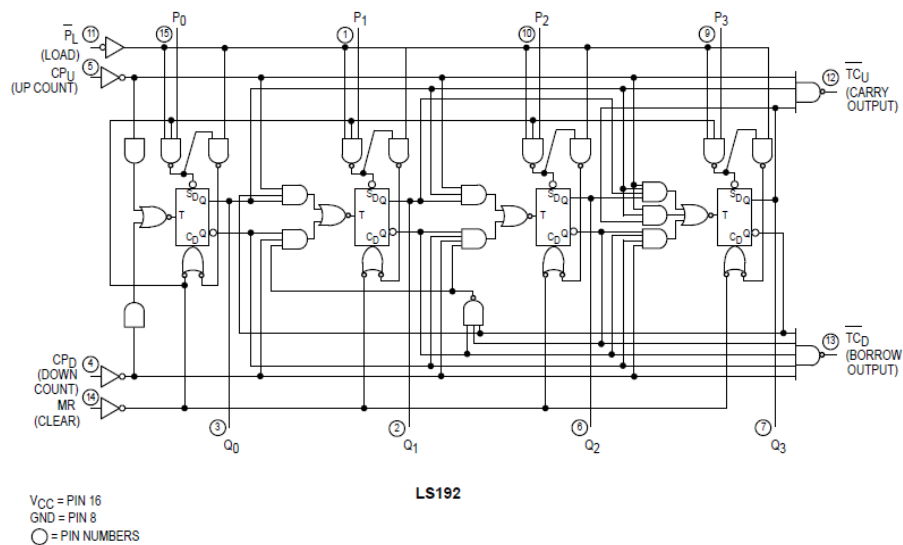 P0 P1 P2 P3
PL 11 15 1 10 9
(LOAD)
5
CPU 12 TCU
(UP COUNT) (CARRY
OUTPUT)
SD Q SD Q SD Q SD Q
T T T T
CD Q CD Q CD Q CD Q
CPD 4 13 TCD
(DOWN (BORROW
COUNT) OUTPUT)
14
MR
(CLEAR)
3 2 6 7
Q0 Q1 Q2 Q3
LS192
VCC = PIN 16
GND = PIN 8
= PIN NUMBERS